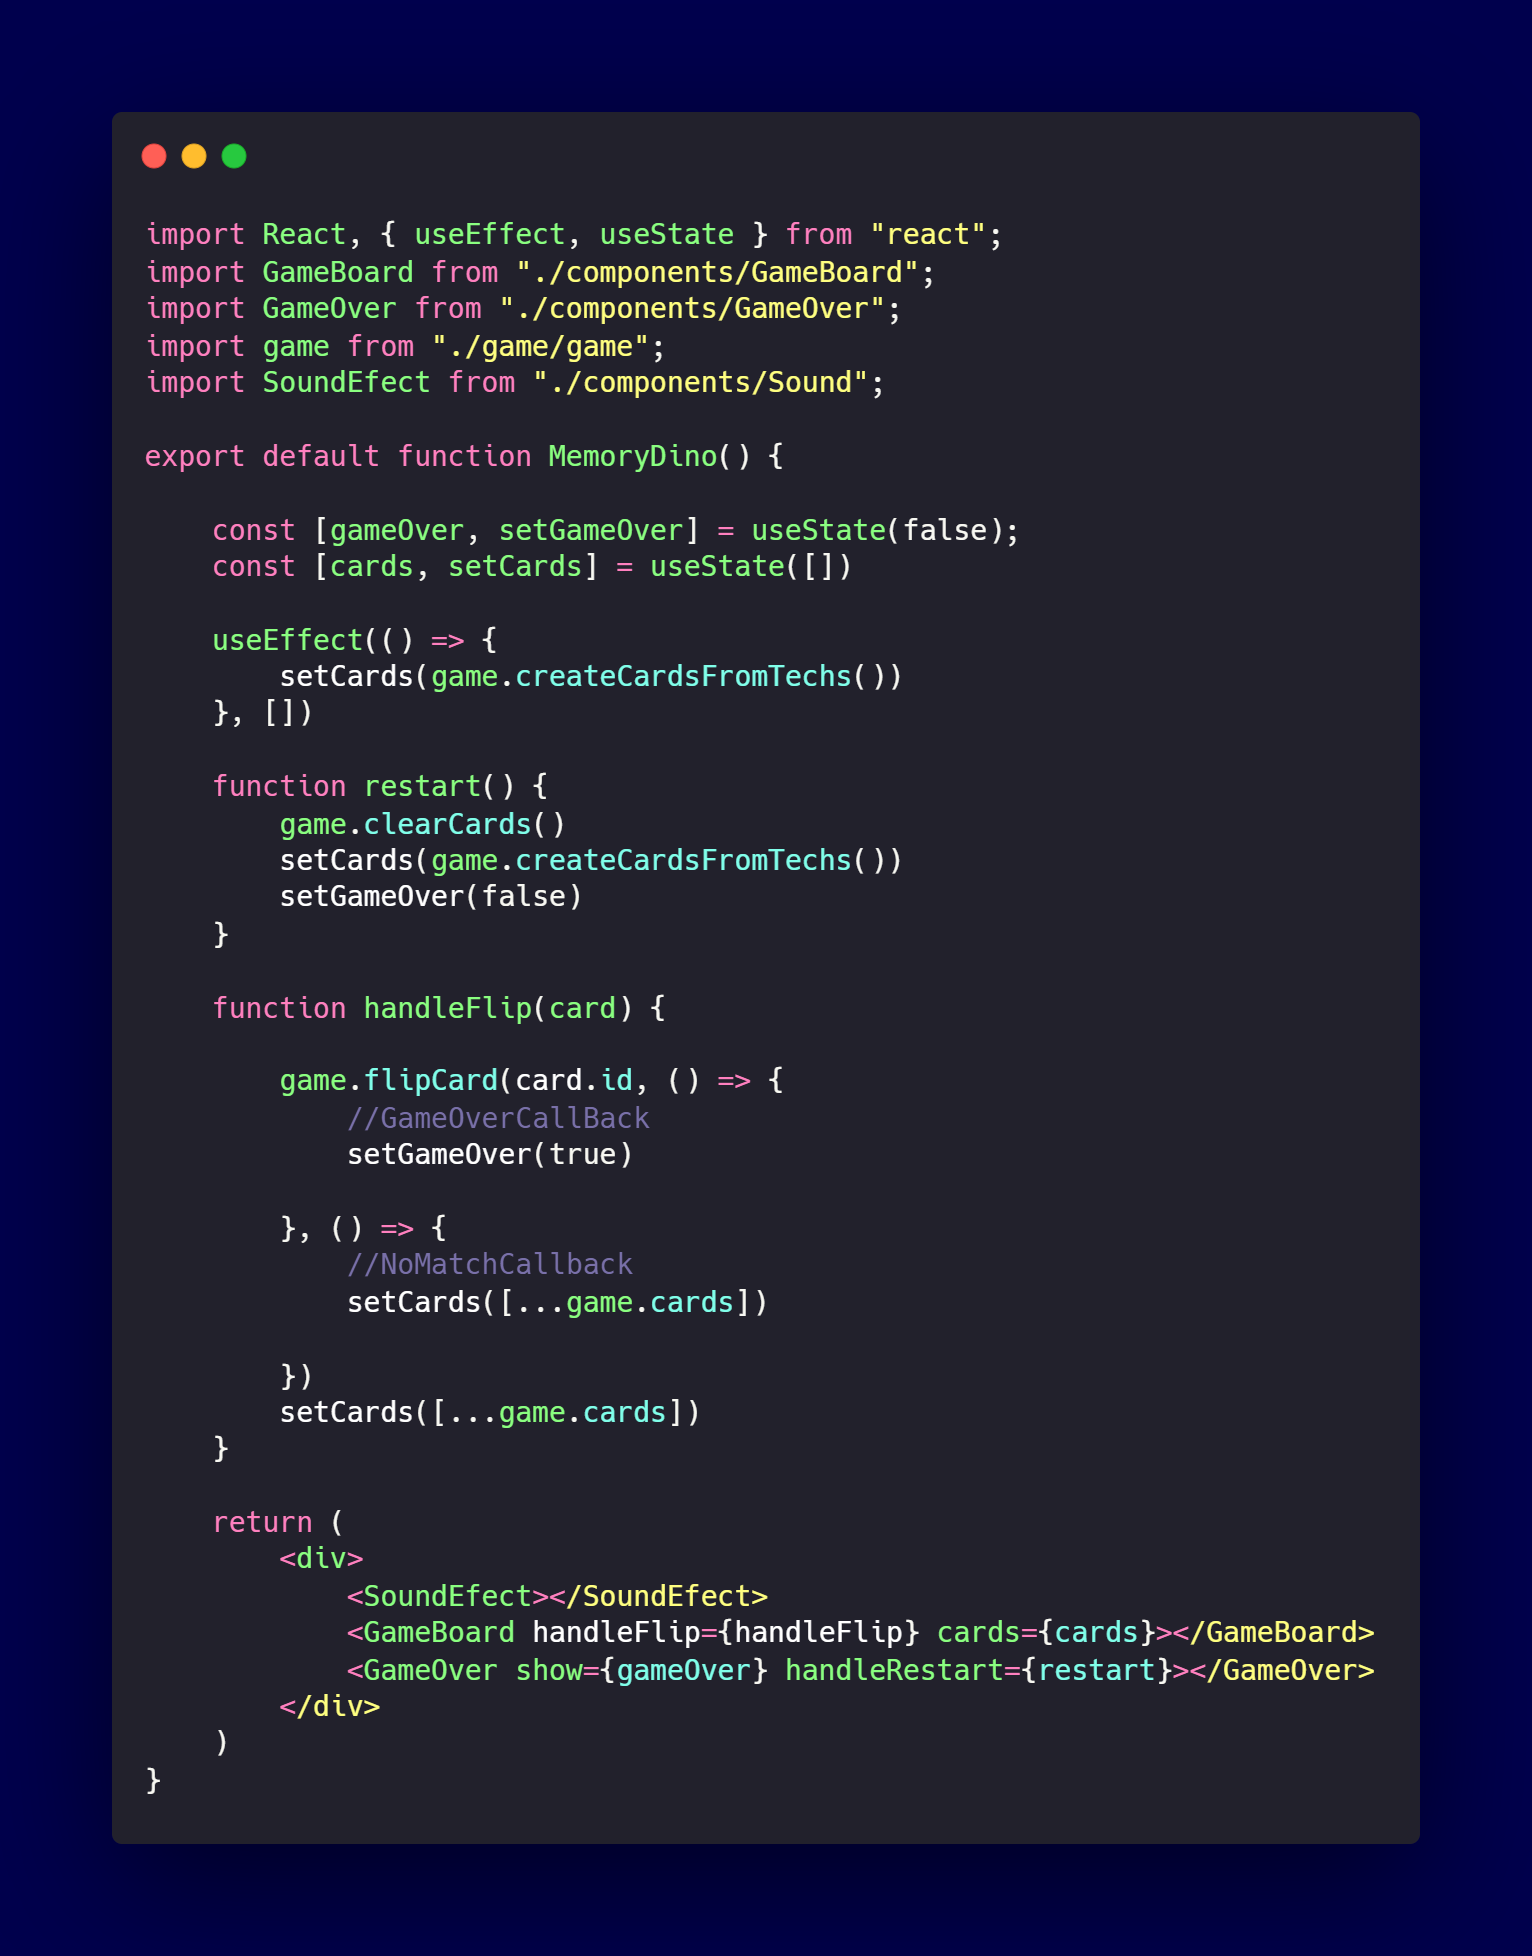 import React, { useEffect, useState } from "react";
import GameBoard from "./components/GameBoard";
import GameOver from "./components/GameOver";
import game from "./game/game";
import SoundEfect from "./components/Sound";

export default function MemoryDino() {

    const [gameOver, setGameOver] = useState(false);
    const [cards, setCards] = useState([])

    useEffect(() => {
        setCards(game.createCardsFromTechs())
    }, [])

    function restart() {
        game.clearCards()
        setCards(game.createCardsFromTechs())
        setGameOver(false)
    }

    function handleFlip(card) {

        game.flipCard(card.id, () => {
            //GameOverCallBack
            setGameOver(true)

        }, () => {
            //NoMatchCallback
            setCards([...game.cards])

        })
        setCards([...game.cards])
    }

    return (
        <div>
            <SoundEfect></SoundEfect>
            <GameBoard handleFlip={handleFlip} cards={cards}></GameBoard>
            <GameOver show={gameOver} handleRestart={restart}></GameOver>
        </div>
    )
}